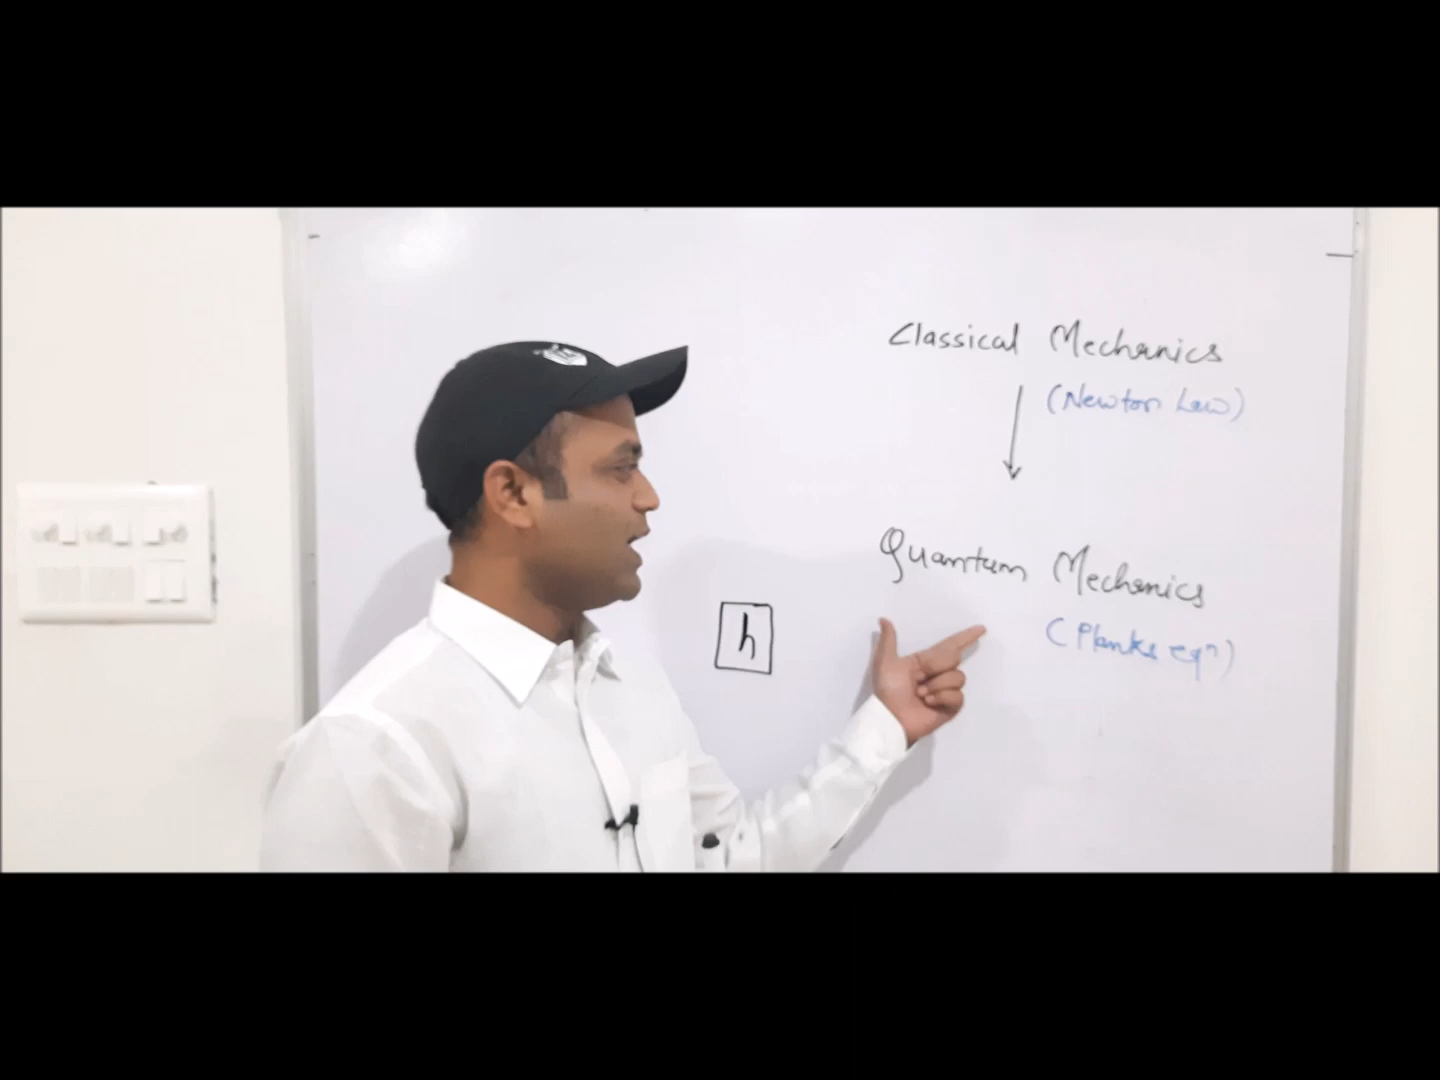 Classical Mechanics
(Newton Law)
Quantum Mechanics
(Planks eqn)
h